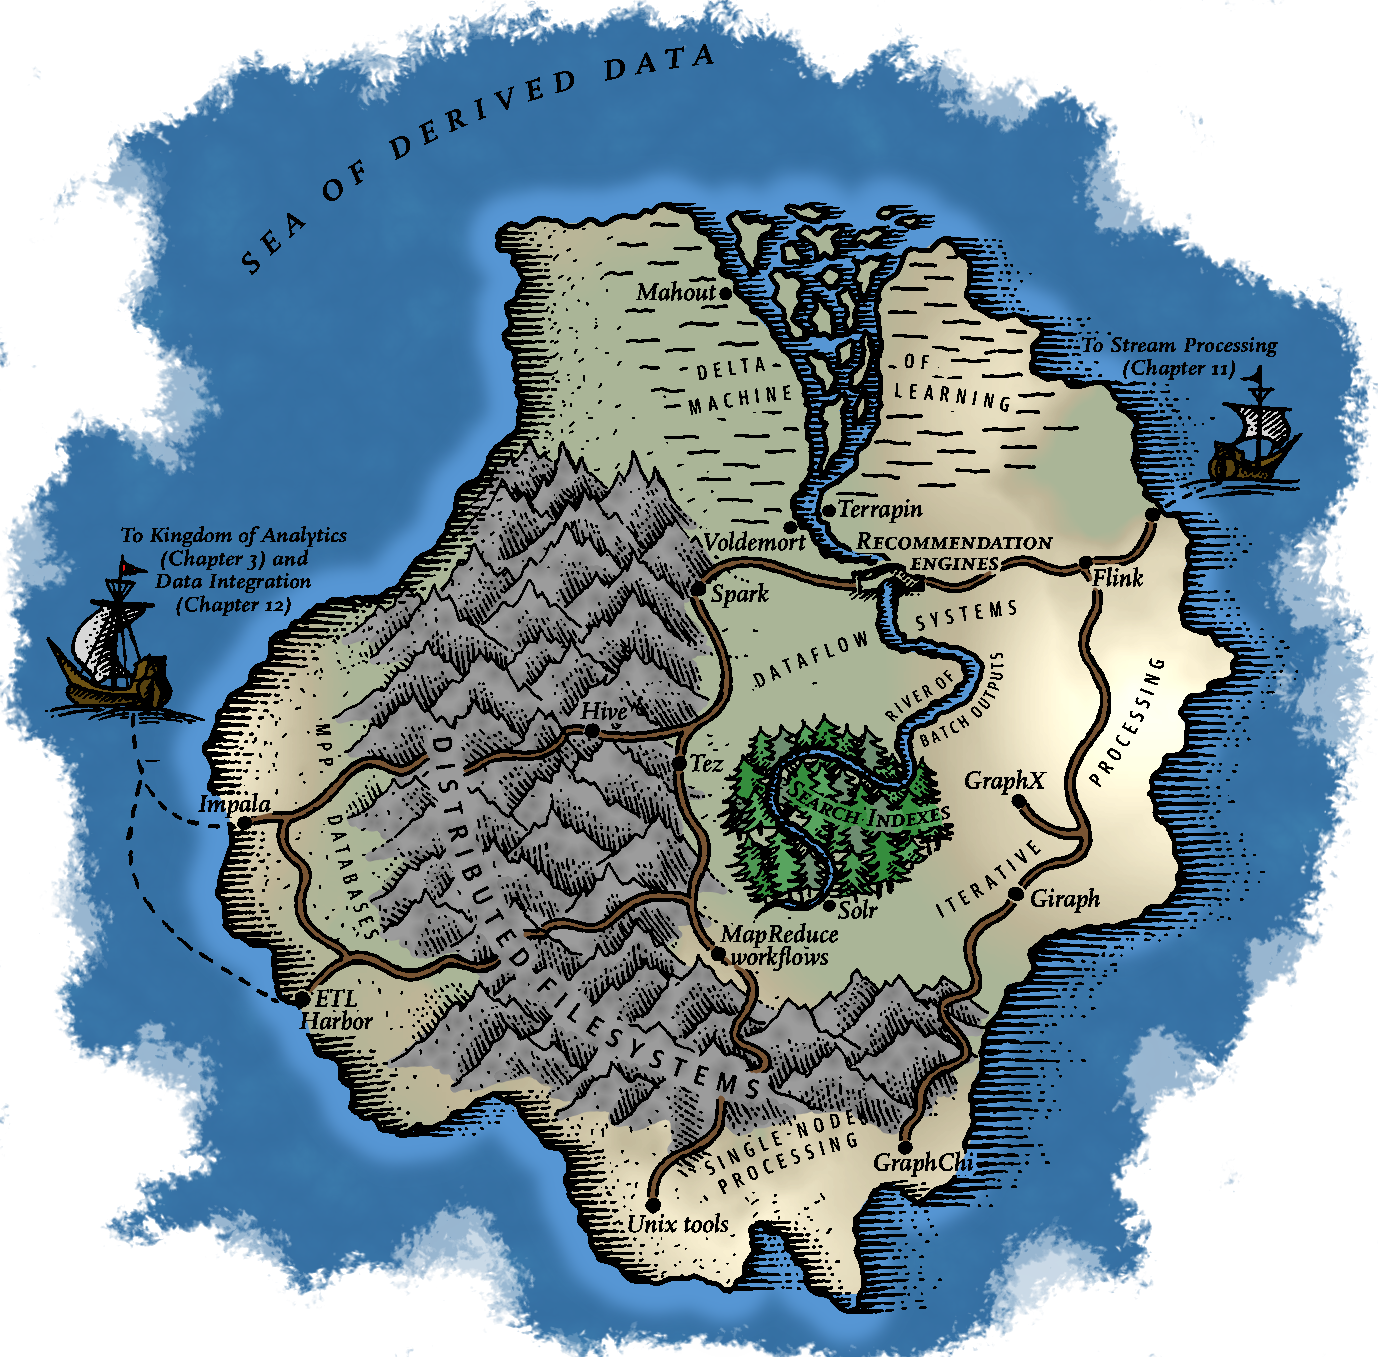 SEA OF DERIVED DATA
Mahout
DELTA OF
MACHINE LEARNING
To Stream Processing
(Chapter 11)
Terrapin
Voldemort
RECOMMENDATION
ENGINES
To Kingdom of Analytics
(Chapter 3) and
Data Integration
(Chapter 12)
Spark
Flink
DATAFLOW SYSTEMS
RIVER OF
BATCH OUTPUTS
Hive
Tez
MPP
DATABASES
Impala
DISTRIBUTED FILESYSTEMS
SEARCH INDEXES
GraphX
ITERATIVE PROCESSING
Giraph
Solr
MapReduce
workflows
ETL
Harbor
SINGLE-NODE
PROCESSING
GraphChi
Unix tools